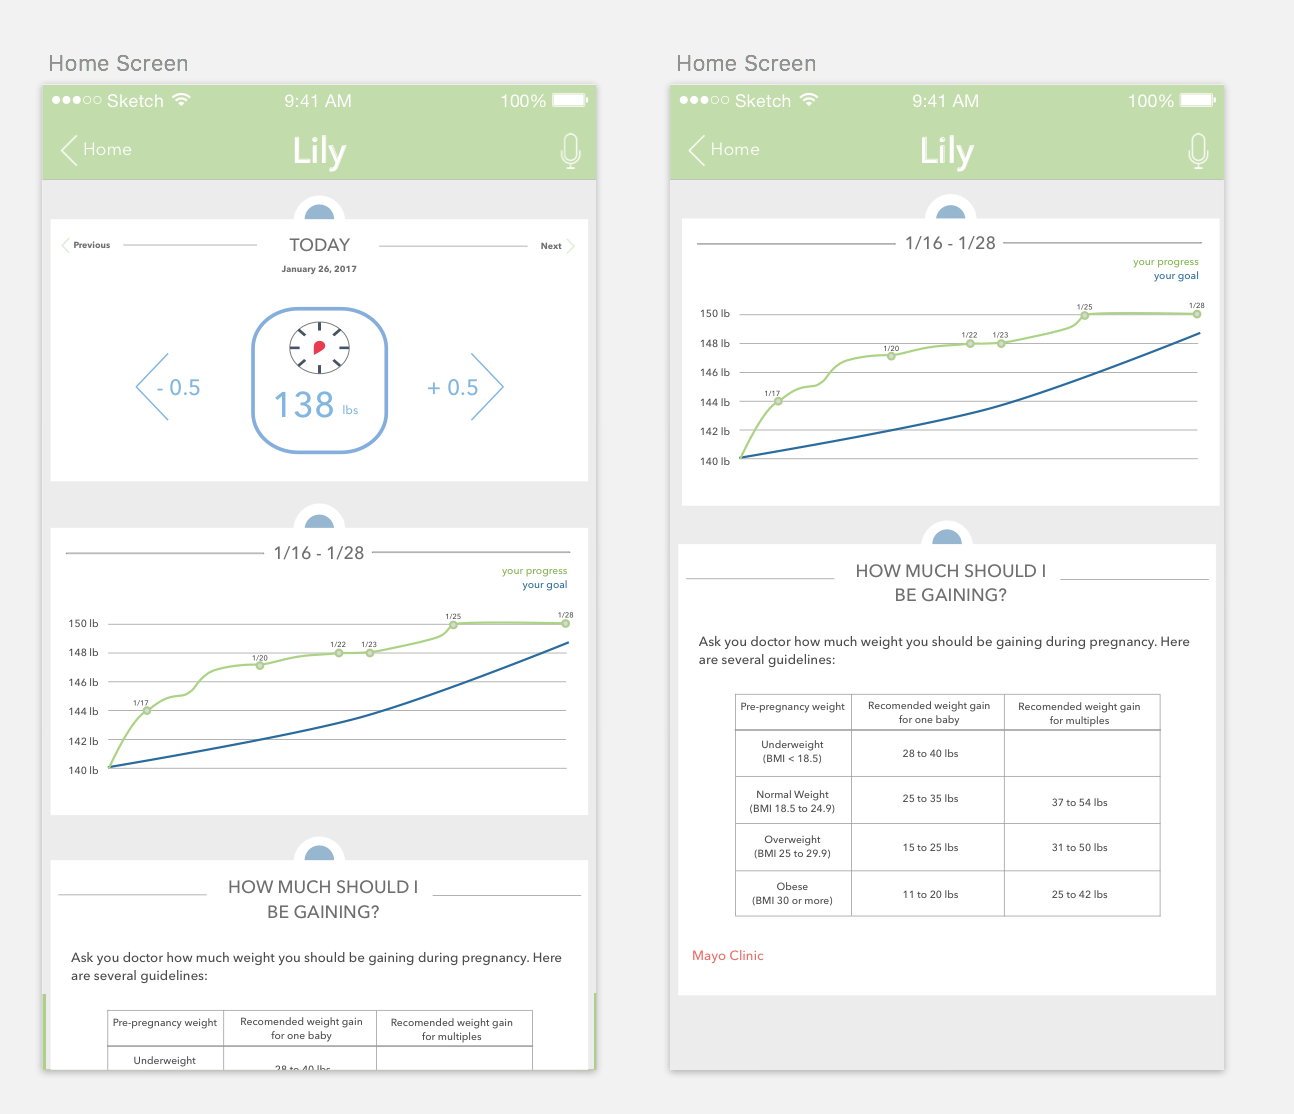 Home Screen
Sketch 9:41 AM 100%
Home Lily
Previous TODAY Next
January 26, 2017
- 0.5 138 lbs + 0.5
1/16 - 1/28
your progress
your goal
1/25 1/28
150 lb
1/22 1/23
148 lb
1/20
146 lb
1/17
144 lb
142 lb
140 lb
HOW MUCH SHOULD I
BE GAINING?
Ask you doctor how much weight you should be gaining during pregnancy. Here
are several guidelines:
Pre-pregnancy weight
Recomended weight gain
for one baby
Recomended weight gain
for multiples
Underweight
28 to 40 lbs
Home Screen
Sketch 9:41 AM 100%
Home Lily
1/16 - 1/28
your progress
your goal
1/25 1/28
150 lb
1/22 1/23
148 lb
1/20
146 lb
1/17
144 lb
142 lb
140 lb
HOW MUCH SHOULD I
BE GAINING?
Ask you doctor how much weight you should be gaining during pregnancy. Here
are several guidelines:
Pre-pregnancy weight
Recomended weight gain
for one baby
Recomended weight gain
for multiples
Underweight
(BMI < 18.5)
28 to 40 lbs
Normal Weight
(BMI 18.5 to 24.9)
25 to 35 lbs
37 to 54 lbs
Overweight
(BMI 25 to 29.9)
15 to 25 lbs
31 to 50 lbs
Obese
(BMI 30 or more)
11 to 20 lbs
25 to 42 lbs
Mayo Clinic